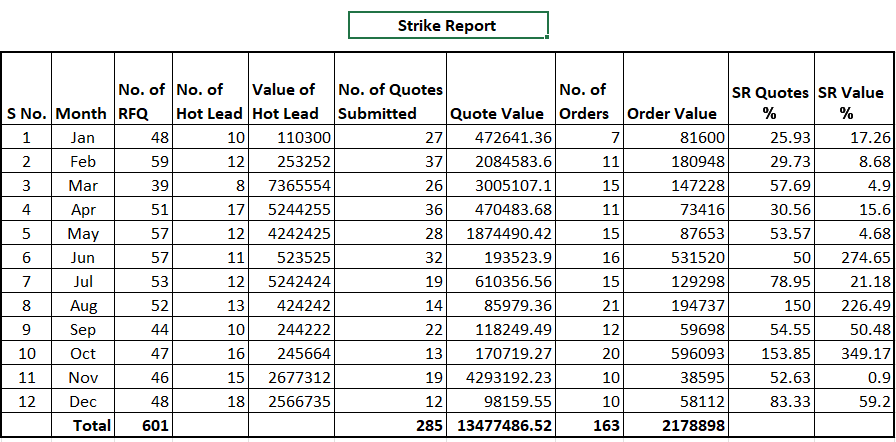 Strike Report
S No. Month No. of RFQ No. of Hot Lead Value of Hot Lead No. of Quotes Submitted Quote Value No. of Orders Order Value SR Quotes % SR Value %
1 Jan 48 10 110300 27 472641.36 7 81600 25.93 17.26
2 Feb 59 12 253252 37 2084583.6 11 180948 29.73 8.68
3 Mar 39 8 7365554 26 3005107.1 15 147228 57.69 4.9
4 Apr 51 17 5244255 36 470483.68 11 73416 30.56 15.6
5 May 57 12 4242425 28 1874490.42 15 87653 53.57 4.68
6 Jun 57 11 523525 32 193523.9 16 531520 50 274.65
7 Jul 53 12 5242424 19 610356.56 15 129298 78.95 21.18
8 Aug 52 13 424242 14 85979.36 21 194737 150 226.49
9 Sep 44 10 244222 22 118249.49 12 59698 54.55 50.48
10 Oct 47 16 245664 13 170719.27 20 596093 153.85 349.17
11 Nov 46 15 2677312 19 4293192.23 10 38595 52.63 0.9
12 Dec 48 18 2566735 12 98159.55 10 58112 83.33 59.2
Total 601 285 13477486.52 163 2178898